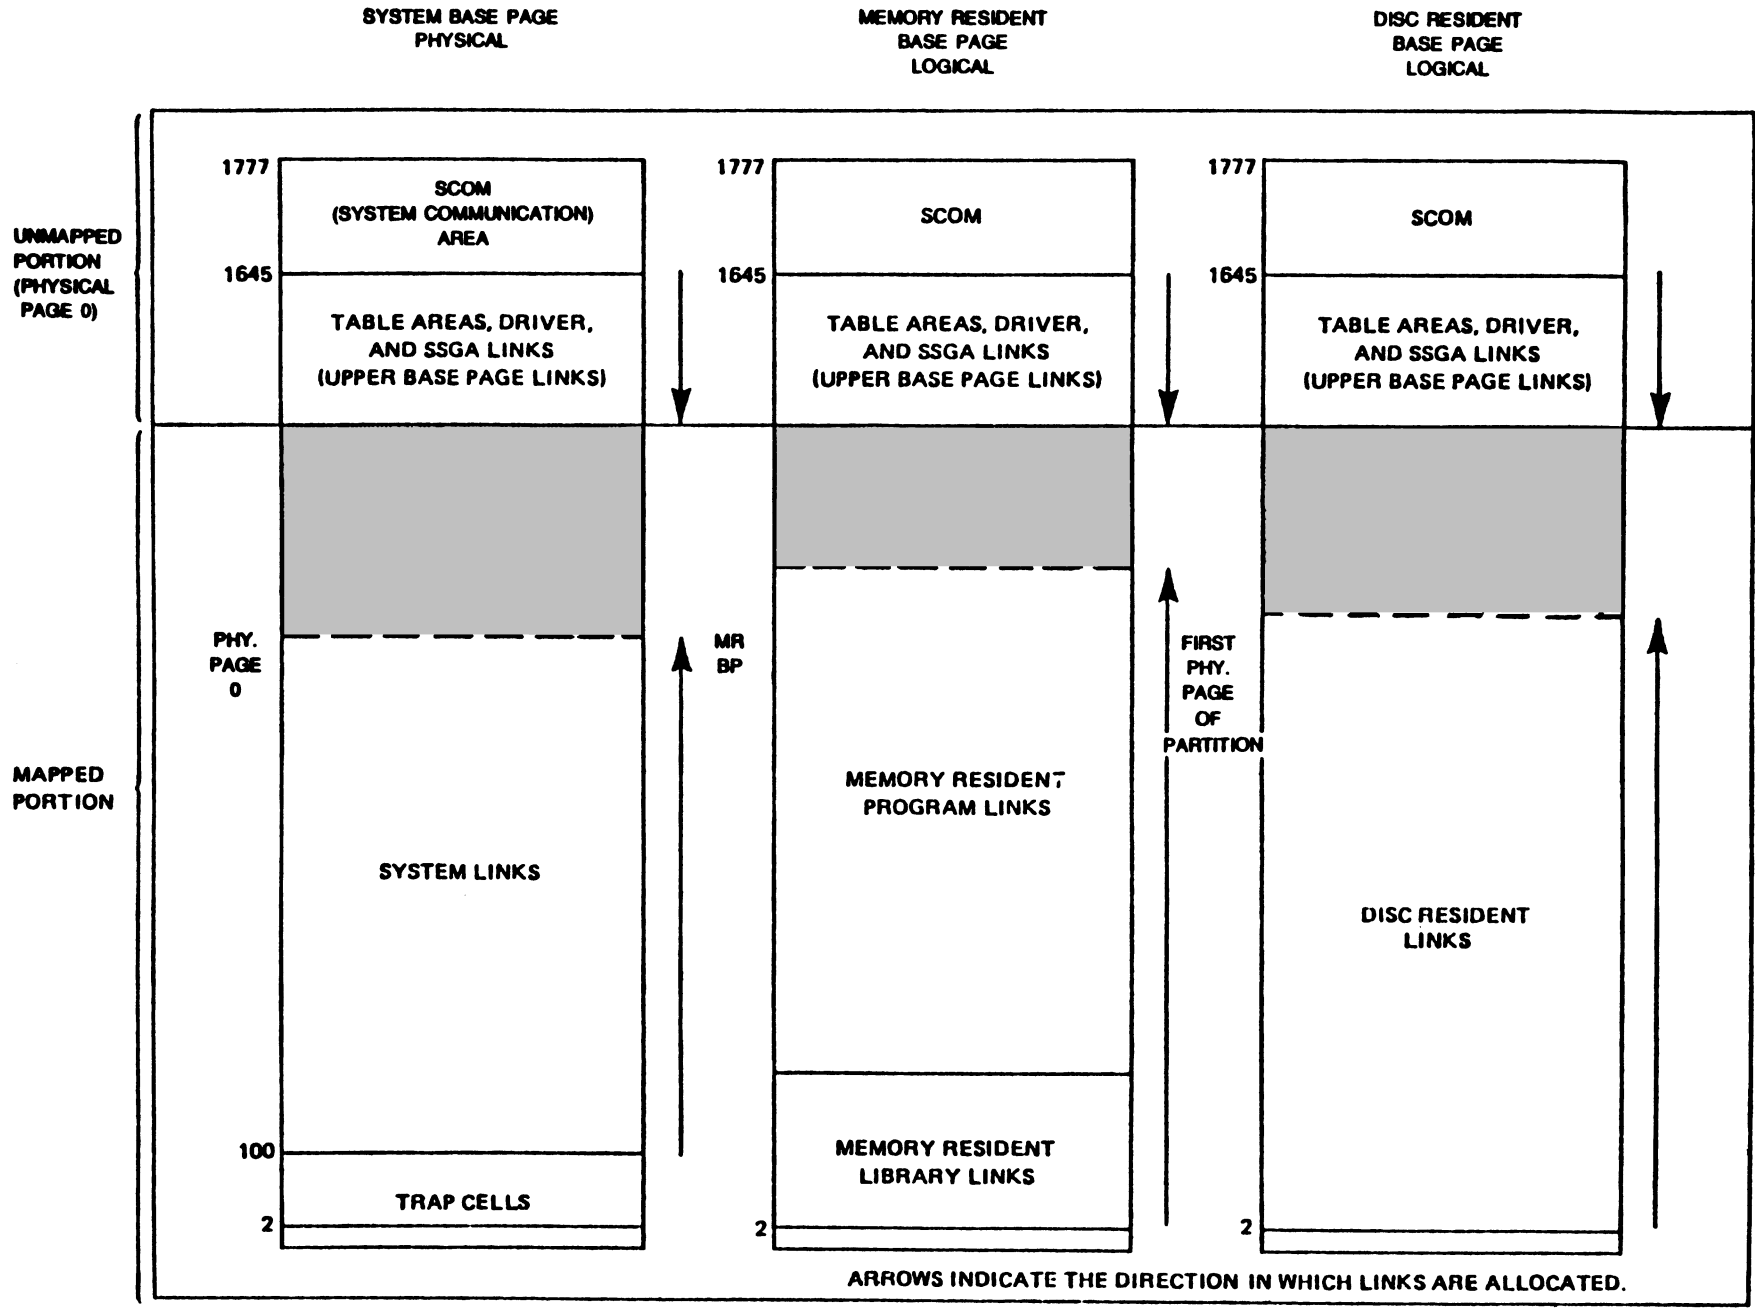 SYSTEM BASE PAGE
PHYSICAL
MEMORY RESIDENT
BASE PAGE
LOGICAL
DISC RESIDENT
BASE PAGE
LOGICAL
UNMAPPED
PORTION
(PHYSICAL
PAGE 0)
1777
SCOM
(SYSTEM COMMUNICATION)
AREA
1645
TABLE AREAS, DRIVER,
AND SSGA LINKS
(UPPER BASE PAGE LINKS)
1777
SCOM
1645
TABLE AREAS, DRIVER,
AND SSGA LINKS
(UPPER BASE PAGE LINKS)
1777
SCOM
1645
TABLE AREAS, DRIVER,
AND SSGA LINKS
(UPPER BASE PAGE LINKS)
MAPPED
PORTION
PHY.
PAGE
0
SYSTEM LINKS
100
TRAP CELLS
2
MR
BP
MEMORY RESIDENT
PROGRAM LINKS
MEMORY RESIDENT
LIBRARY LINKS
2
FIRST
PHY.
PAGE
OF
PARTITION
DISC RESIDENT
LINKS
2
ARROWS INDICATE THE DIRECTION IN WHICH LINKS ARE ALLOCATED.